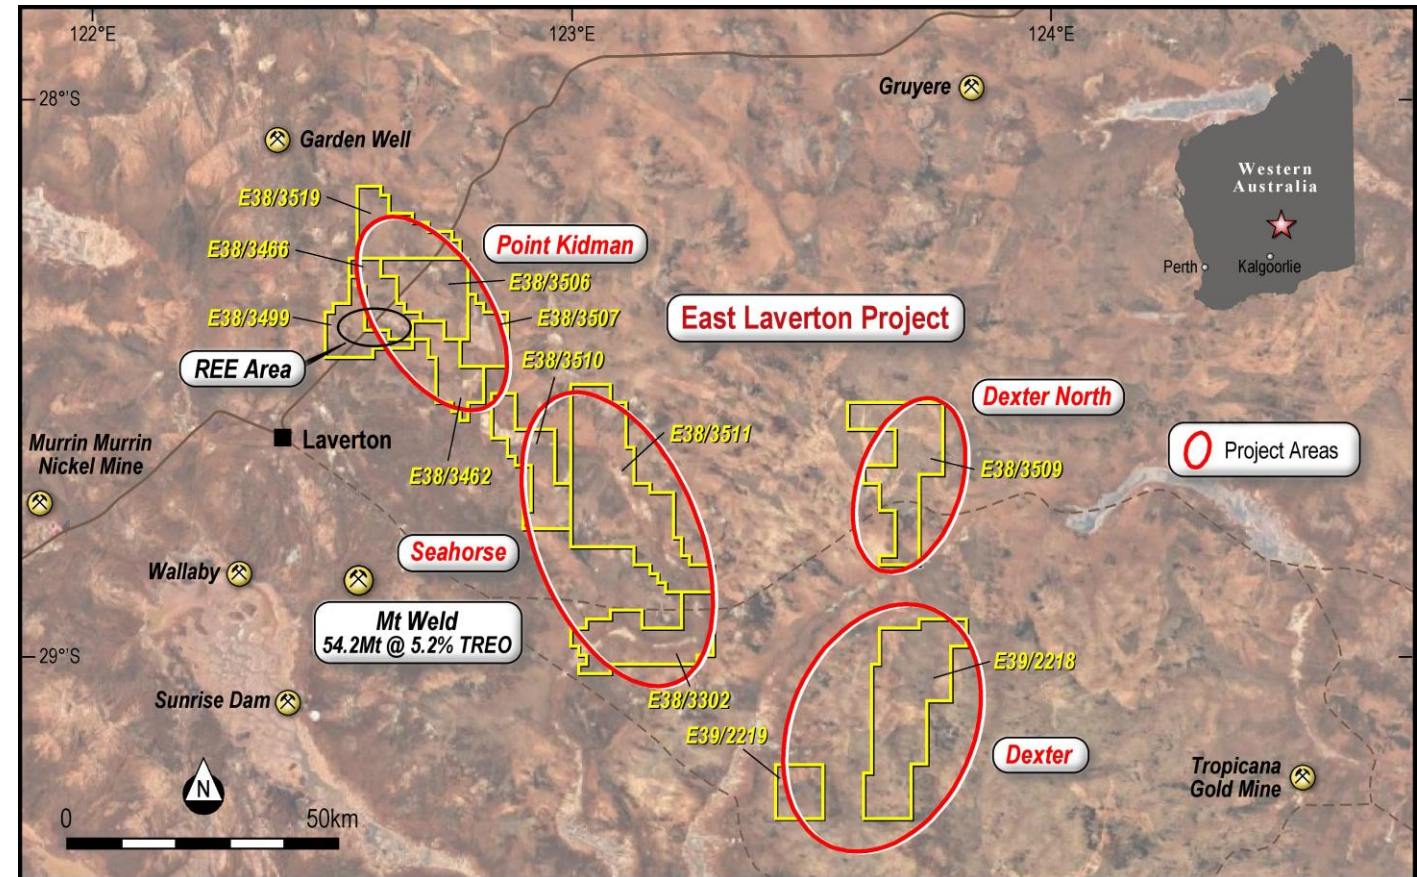 122°E
123°E
124°E
28°'S
Gruyere
Garden Well
Western
Australia
Perth
Kalgoorlie
E38/3519
E38/3466
Point Kidman
E38/3506
E38/3499
E38/3507
East Laverton Project
REE Area
E38/3510
Dexter North
Murrin Murrin
Nickel Mine
Laverton
E38/3511
Project Areas
E38/3462
E38/3509
Seahorse
Wallaby
Mt Weld
54.2Mt @ 5.2% TREO
29°'S
E39/2218
Sunrise Dam
E38/3302
E39/2219
Dexter
Tropicana
Gold Mine
N
0
50km